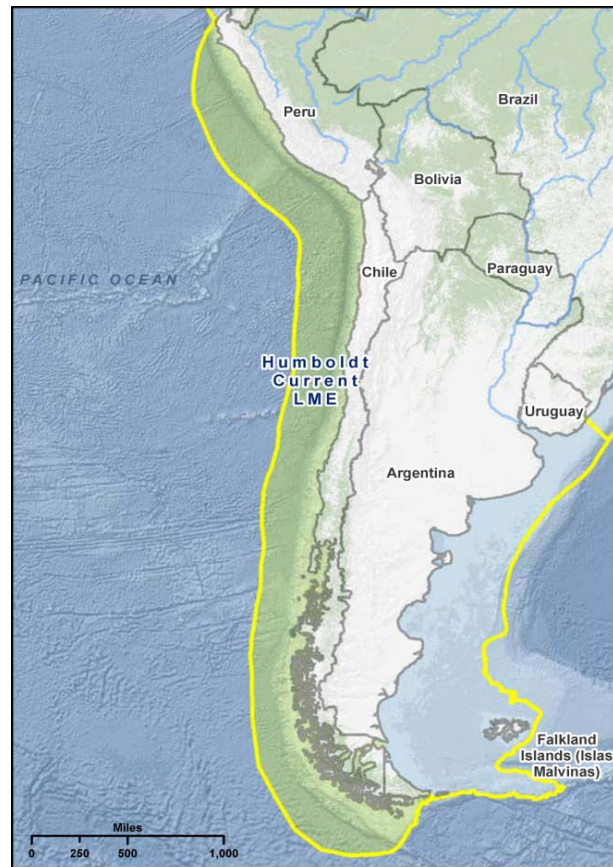 Peru
Brazil
Bolivia
PACIFIC OCEAN
Chile
Paraguay
Humboldt
Current
LME
Uruguay
Argentina
Falkland
Islands (Islas
Malvinas)
Miles
0 250 500 1,000